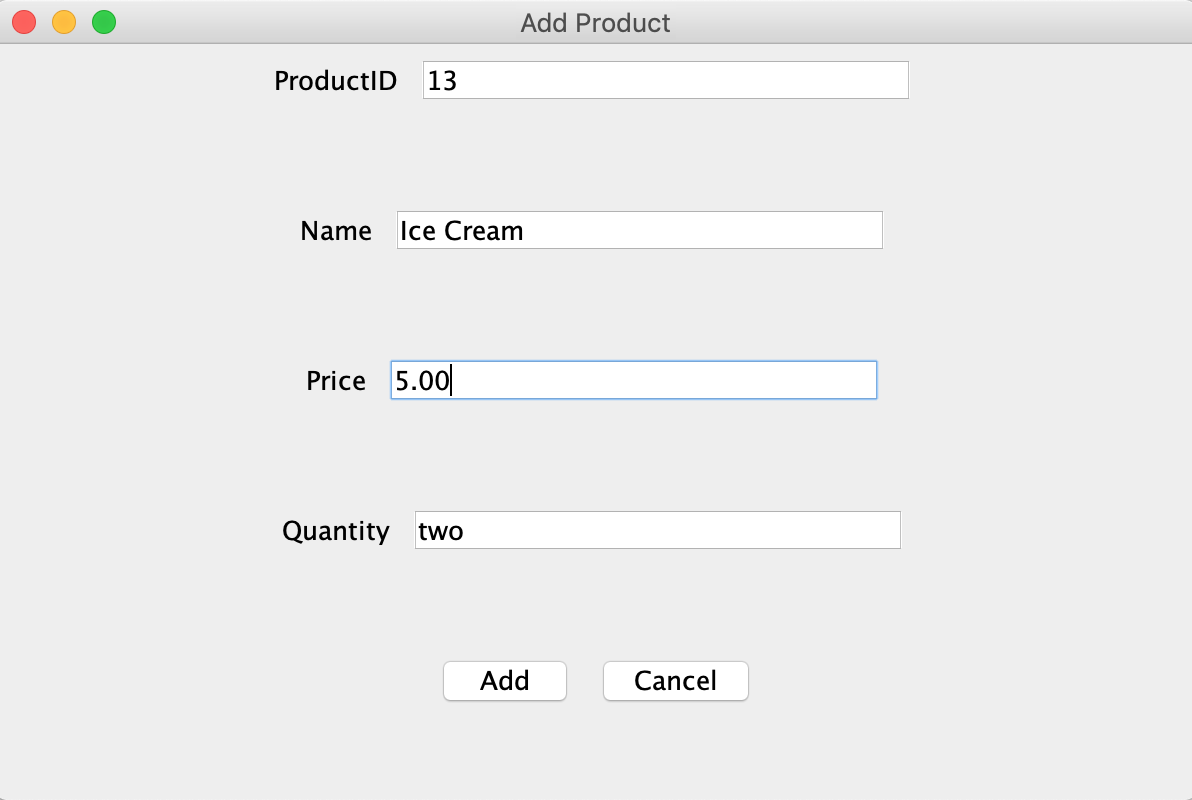 Add Product
ProductID 13
Name Ice Cream
Price 5.00
Quantity two
Add Cancel